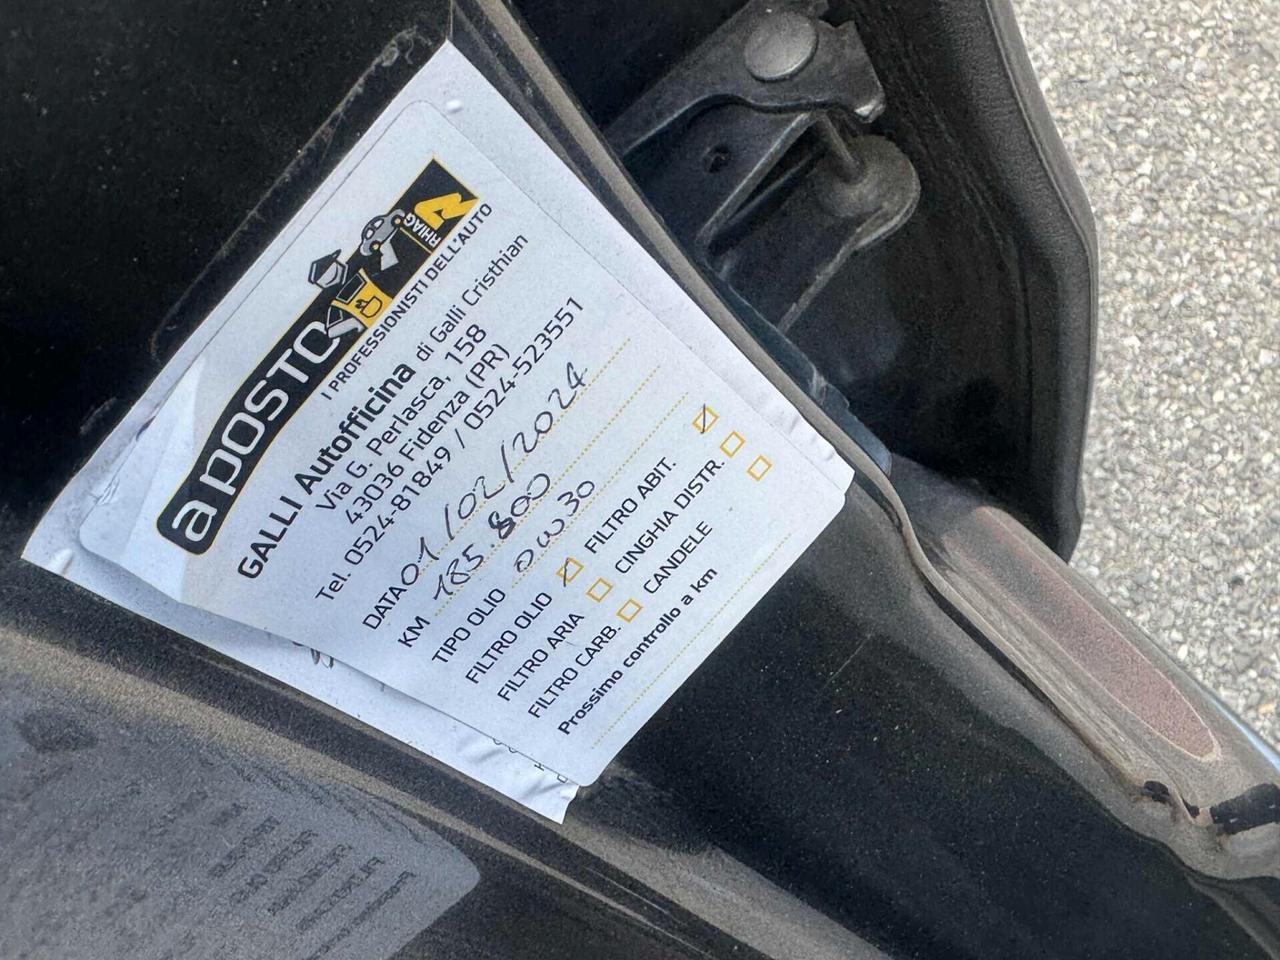 a posto
RHIAG
I PROFESSIONISTI DELL'AUTO
GALLI Autofficina di Galli Cristhian
Via G. Perlasca, 158
43036 Fidenza (PR)
Tel. 0524-81849 / 0524-523551
DATA 01/02/2024
KM 185 800
TIPO OLIO 0W30
FILTRO OLIO FILTRO ABIT.
FILTRO ARIA CINGHIA DISTR.
FILTRO CARB. CANDELE
Prossimo controllo a km